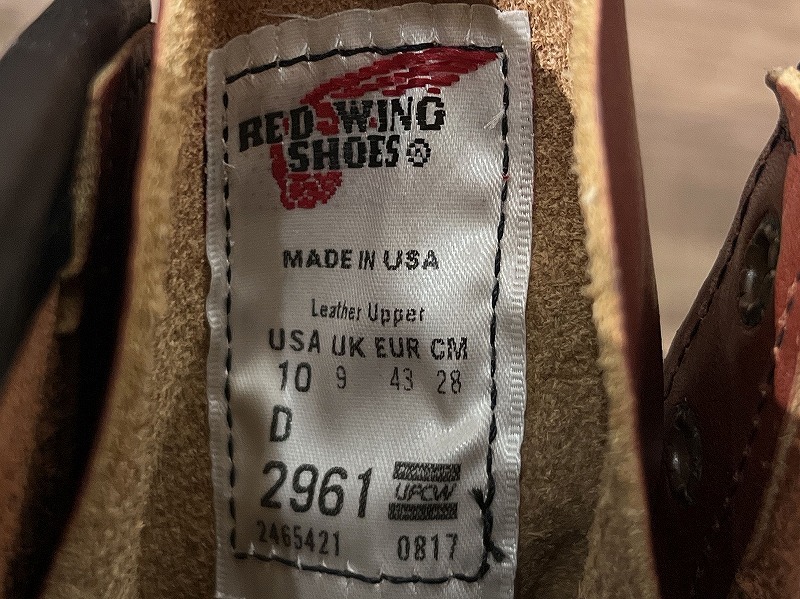 RED WING
SHOES®
MADE IN USA
Leather Upper
USA UK EUR CM
10 9 43 28
D
2961 UFCW
2465421 0817